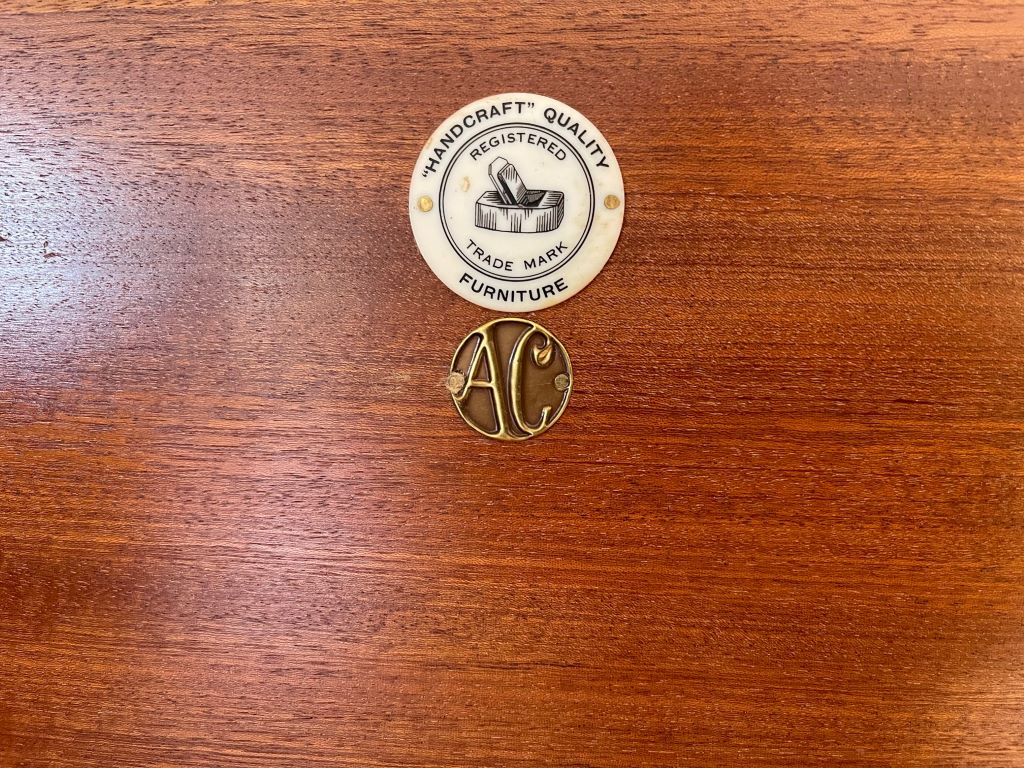 "HANDCRAFT" QUALITY
REGISTERED
TRADE MARK
FURNITURE
AC